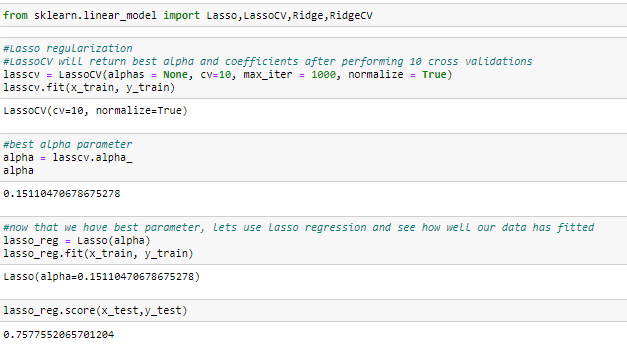 from sklearn.linear_model import Lasso,LassoCV,Ridge,RidgeCV
#Lasso regularization
#LassoCV will return best alpha and coefficients after performing 10 cross validations
lasscv = LassoCV(alphas = None, cv=10, max_iter = 1000, normalize = True)
lasscv.fit(x_train, y_train)
LassoCV(cv=10, normalize=True)
#best alpha parameter
alpha = lasscv.alpha_
alpha
0.15110470678675278
#now that we have best parameter, lets use Lasso regression and see how well our data has fitted
lasso_reg = Lasso(alpha)
lasso_reg.fit(x_train, y_train)
Lasso(alpha=0.15110470678675278)
lasso_reg.score(x_test,y_test)
0.7577552065701204